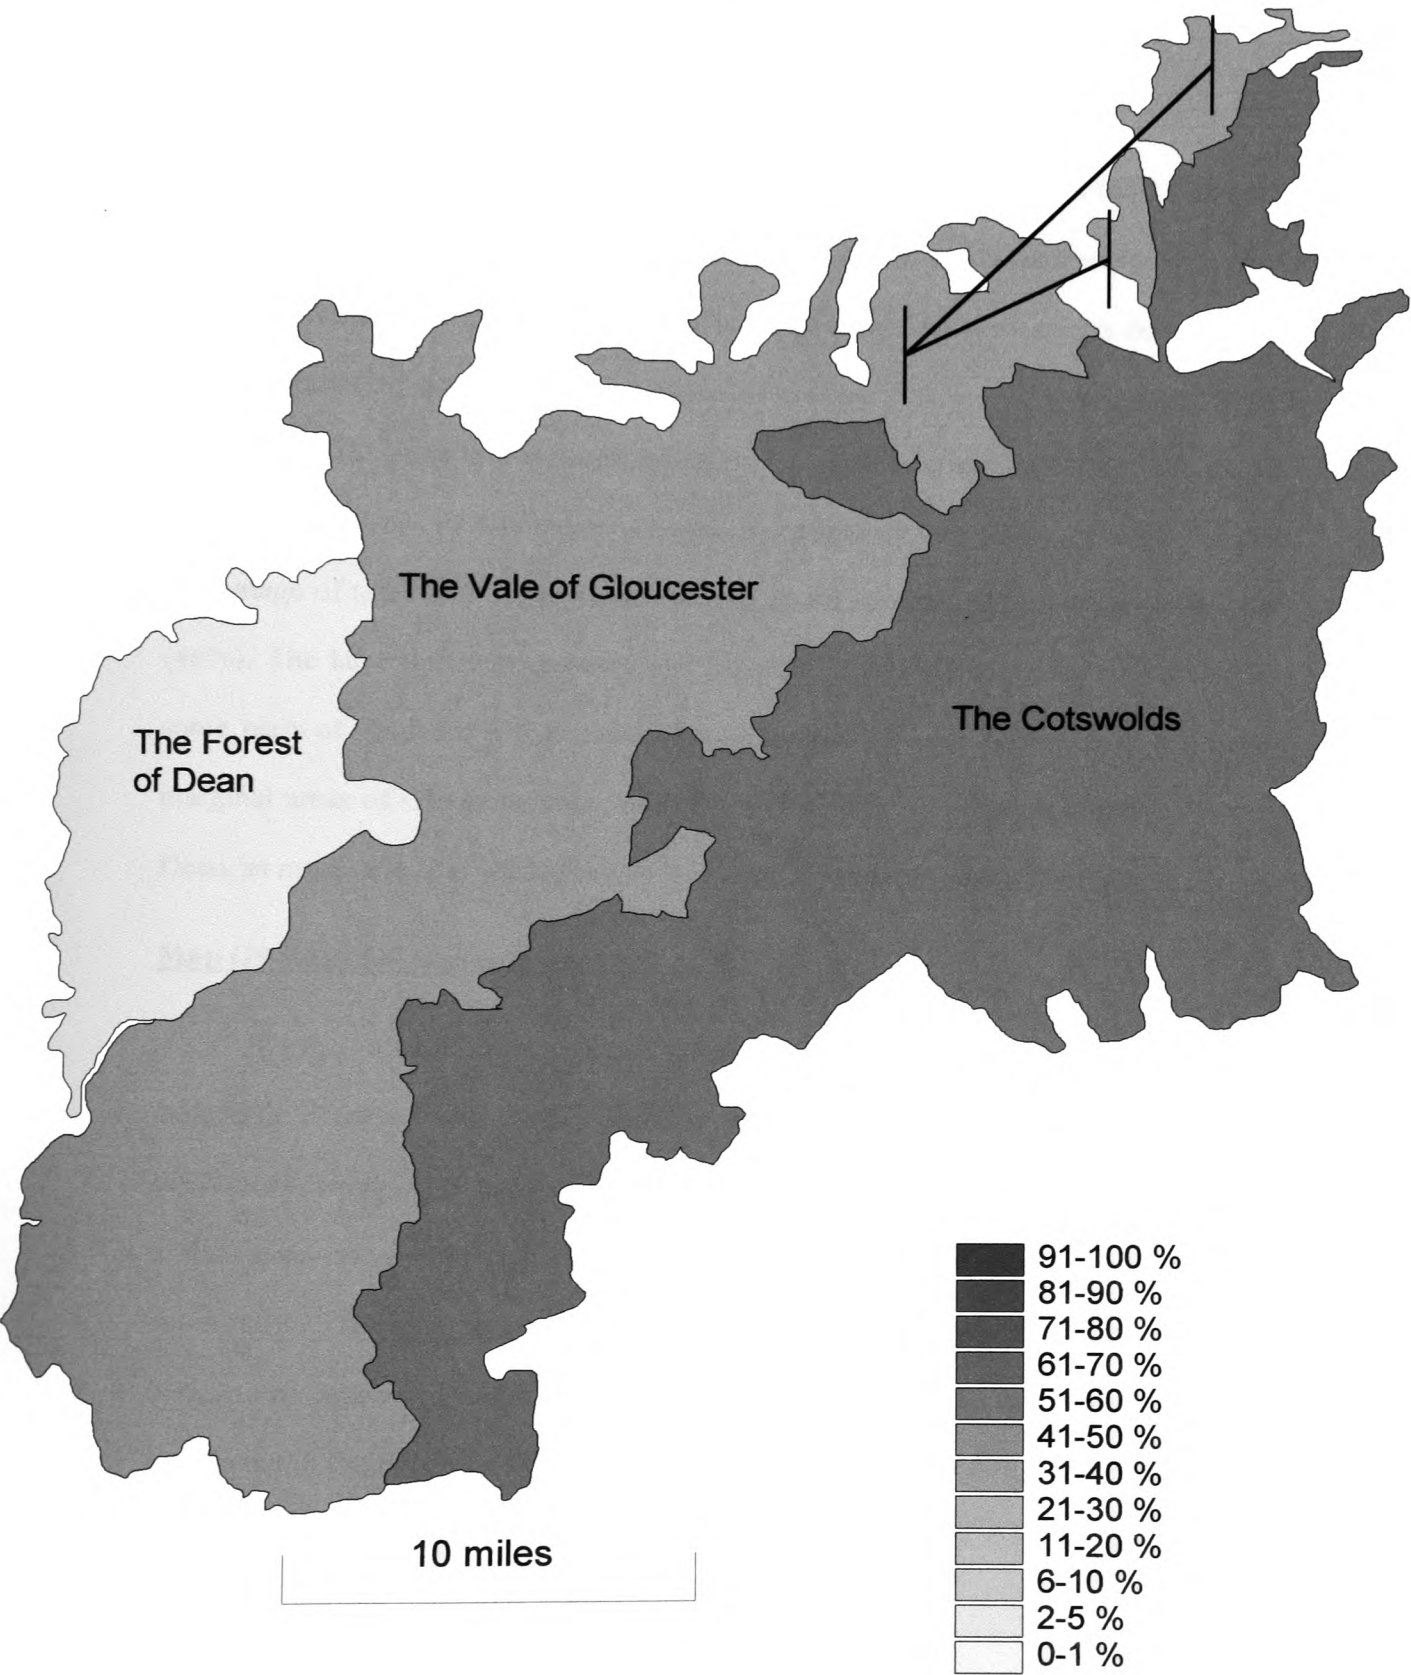 The Vale of Gloucester
The Cotswolds
The Forest
of Dean
91-100 %
81-90 %
71-80 %
61-70 %
51-60 %
41-50 %
31-40 %
21-30 %
11-20 %
6-10 %
2-5 %
0-1 %
10 miles